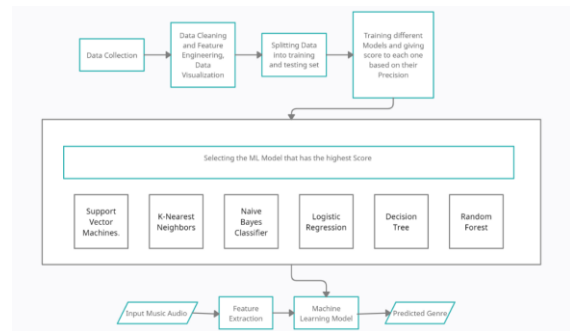 Data Collection
Data Cleaning
and Feature
Engineering,
Data
Visualization
Splitting Data
into training
and testing set
Training different
Models and giving
score to each one
based on their
Precision
Selecting the ML Model that has the highest Score
Support
Vector
Machines.
K-Nearest
Neighbors
Naive
Bayes
Classifier
Logistic
Regression
Decision
Tree
Random
Forest
Input Music Audio
Feature
Extraction
Machine
Learning Model
Predicted Genre